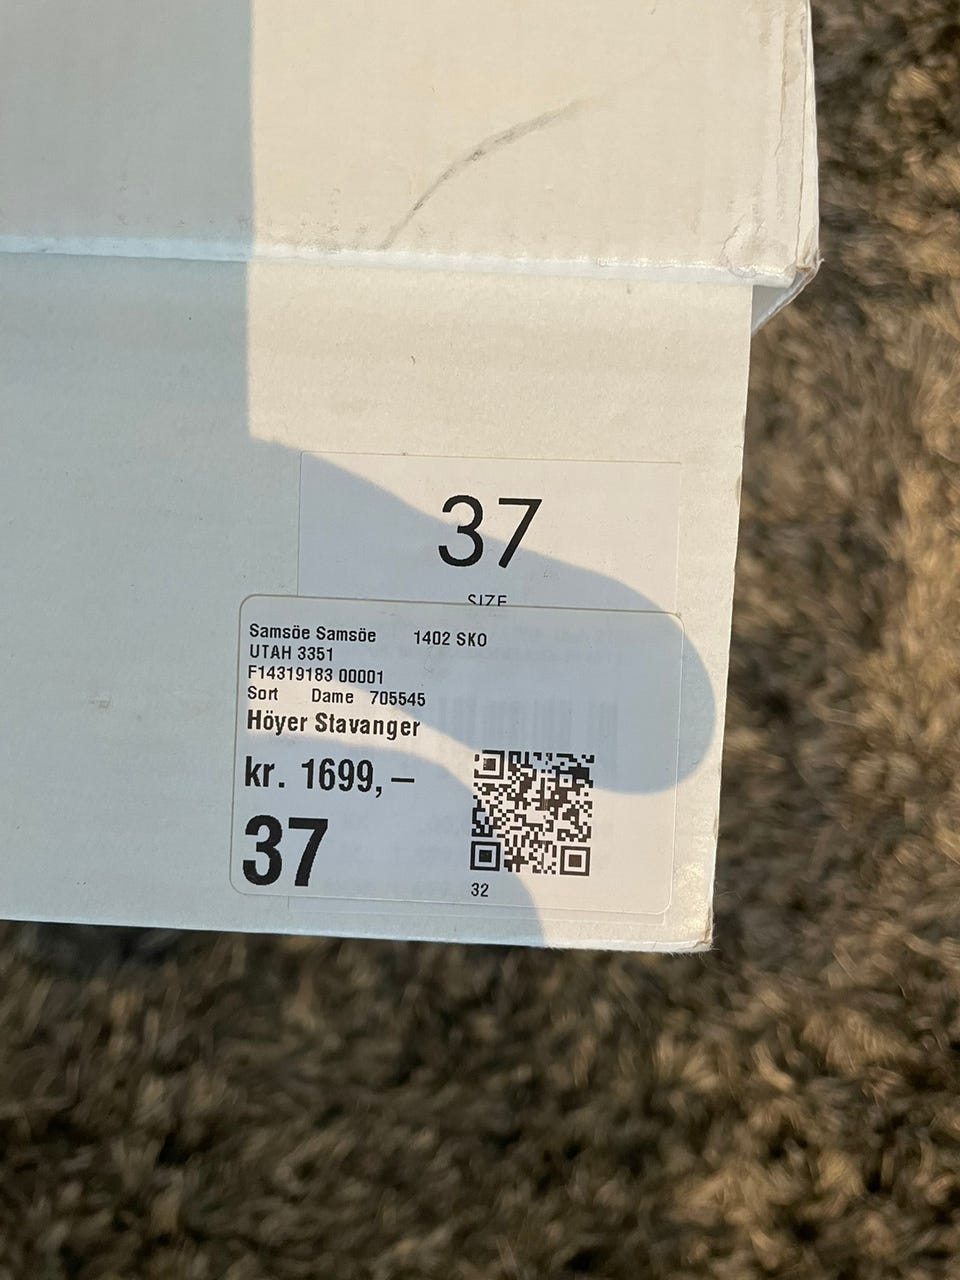 37
SIZE
Samsöe Samsöe 1402 SKO
UTAH 3351
F14319183 00001
Sort Dame 705545
Höyer Stavanger
kr. 1699,–
37
32